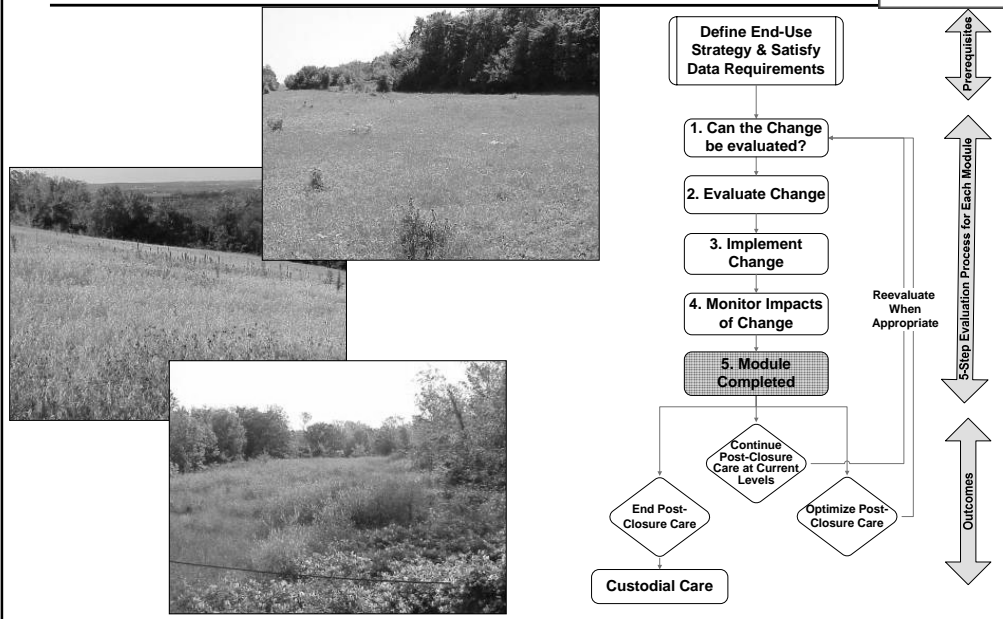 Define End-Use
Strategy & Satisfy
Data Requirements
Prerequisites
1. Can the Change
be evaluated?
2. Evaluate Change
3. Implement
Change
4. Monitor Impacts
of Change
5. Module
Completed
5-Step Evaluation Process for Each Module
Reevaluate
When
Appropriate
Continue
Post-Closure
Care at Current
Levels
End Post-
Closure Care
Optimize Post-
Closure Care
Outcomes
Custodial Care